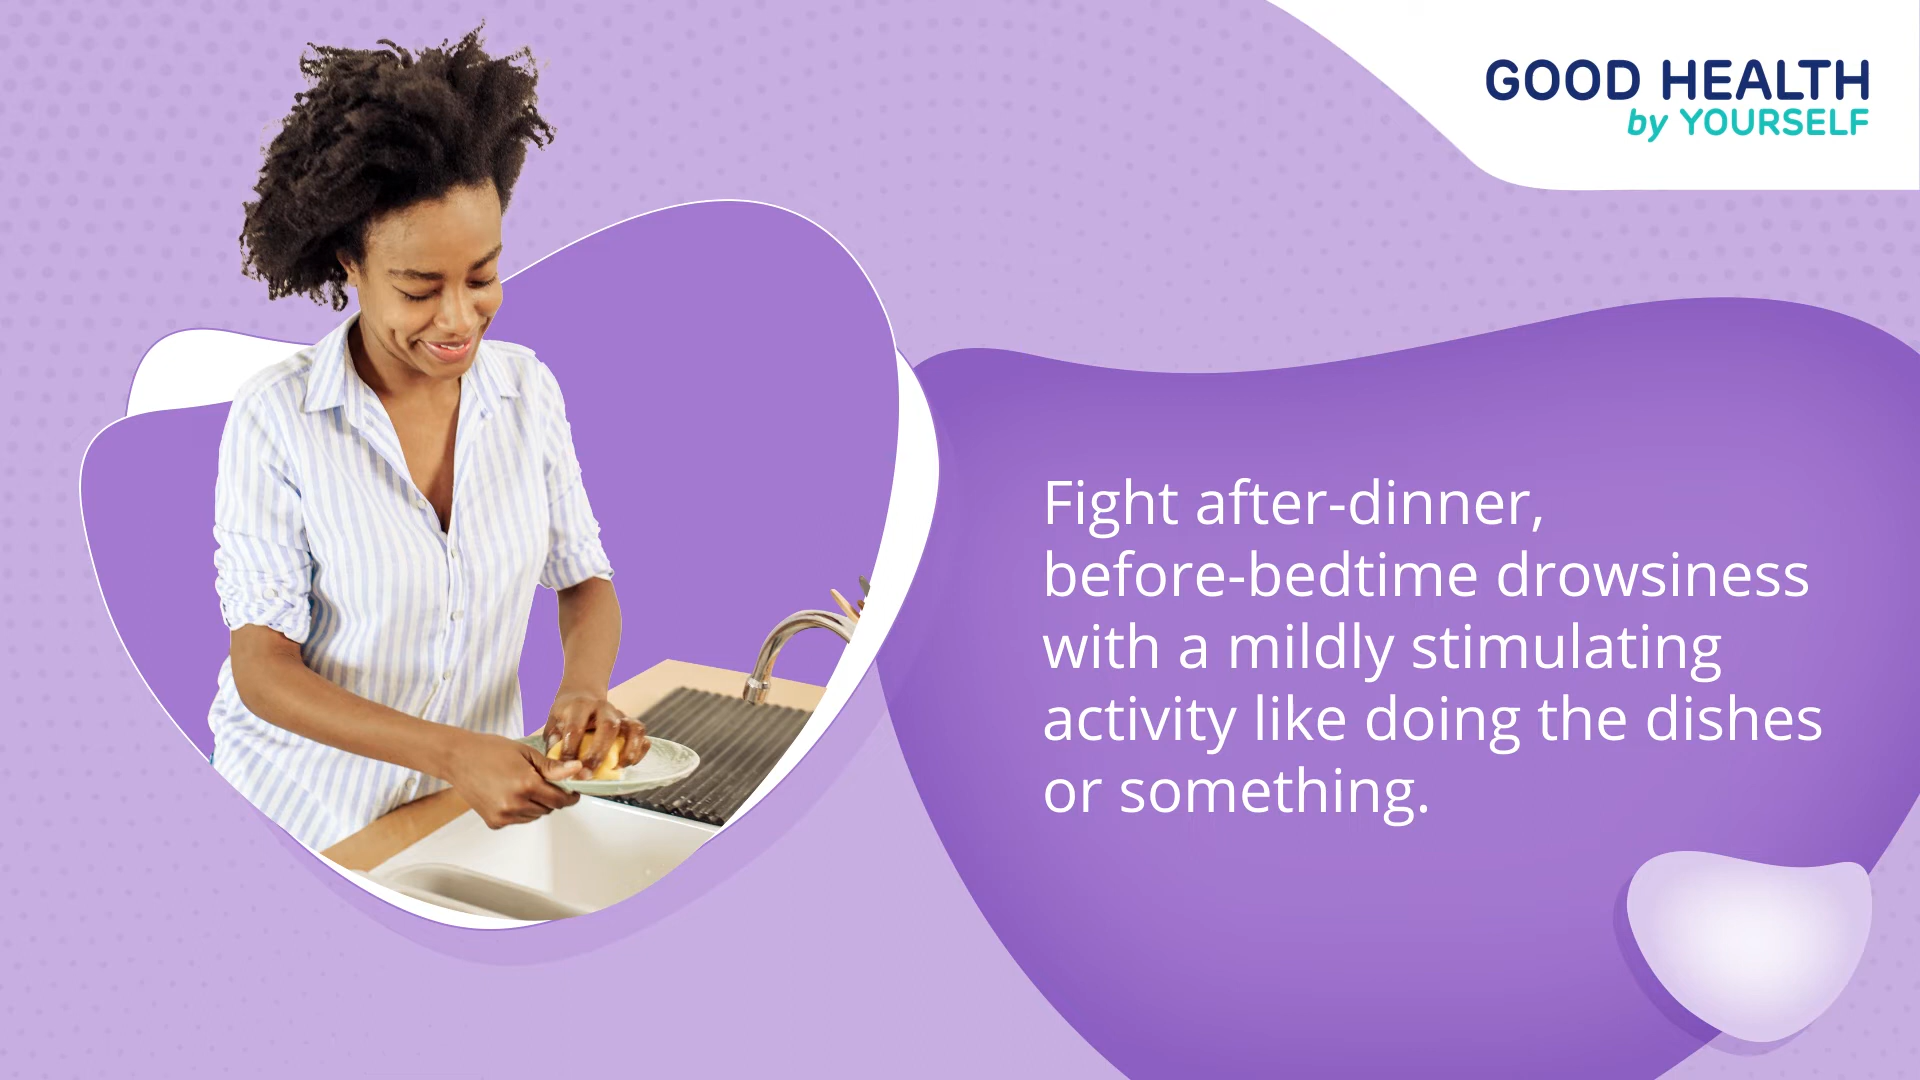 GOOD HEALTH
by YOURSELF
Fight after-dinner,
before-bedtime drowsiness
with a mildly stimulating
activity like doing the dishes
or something.